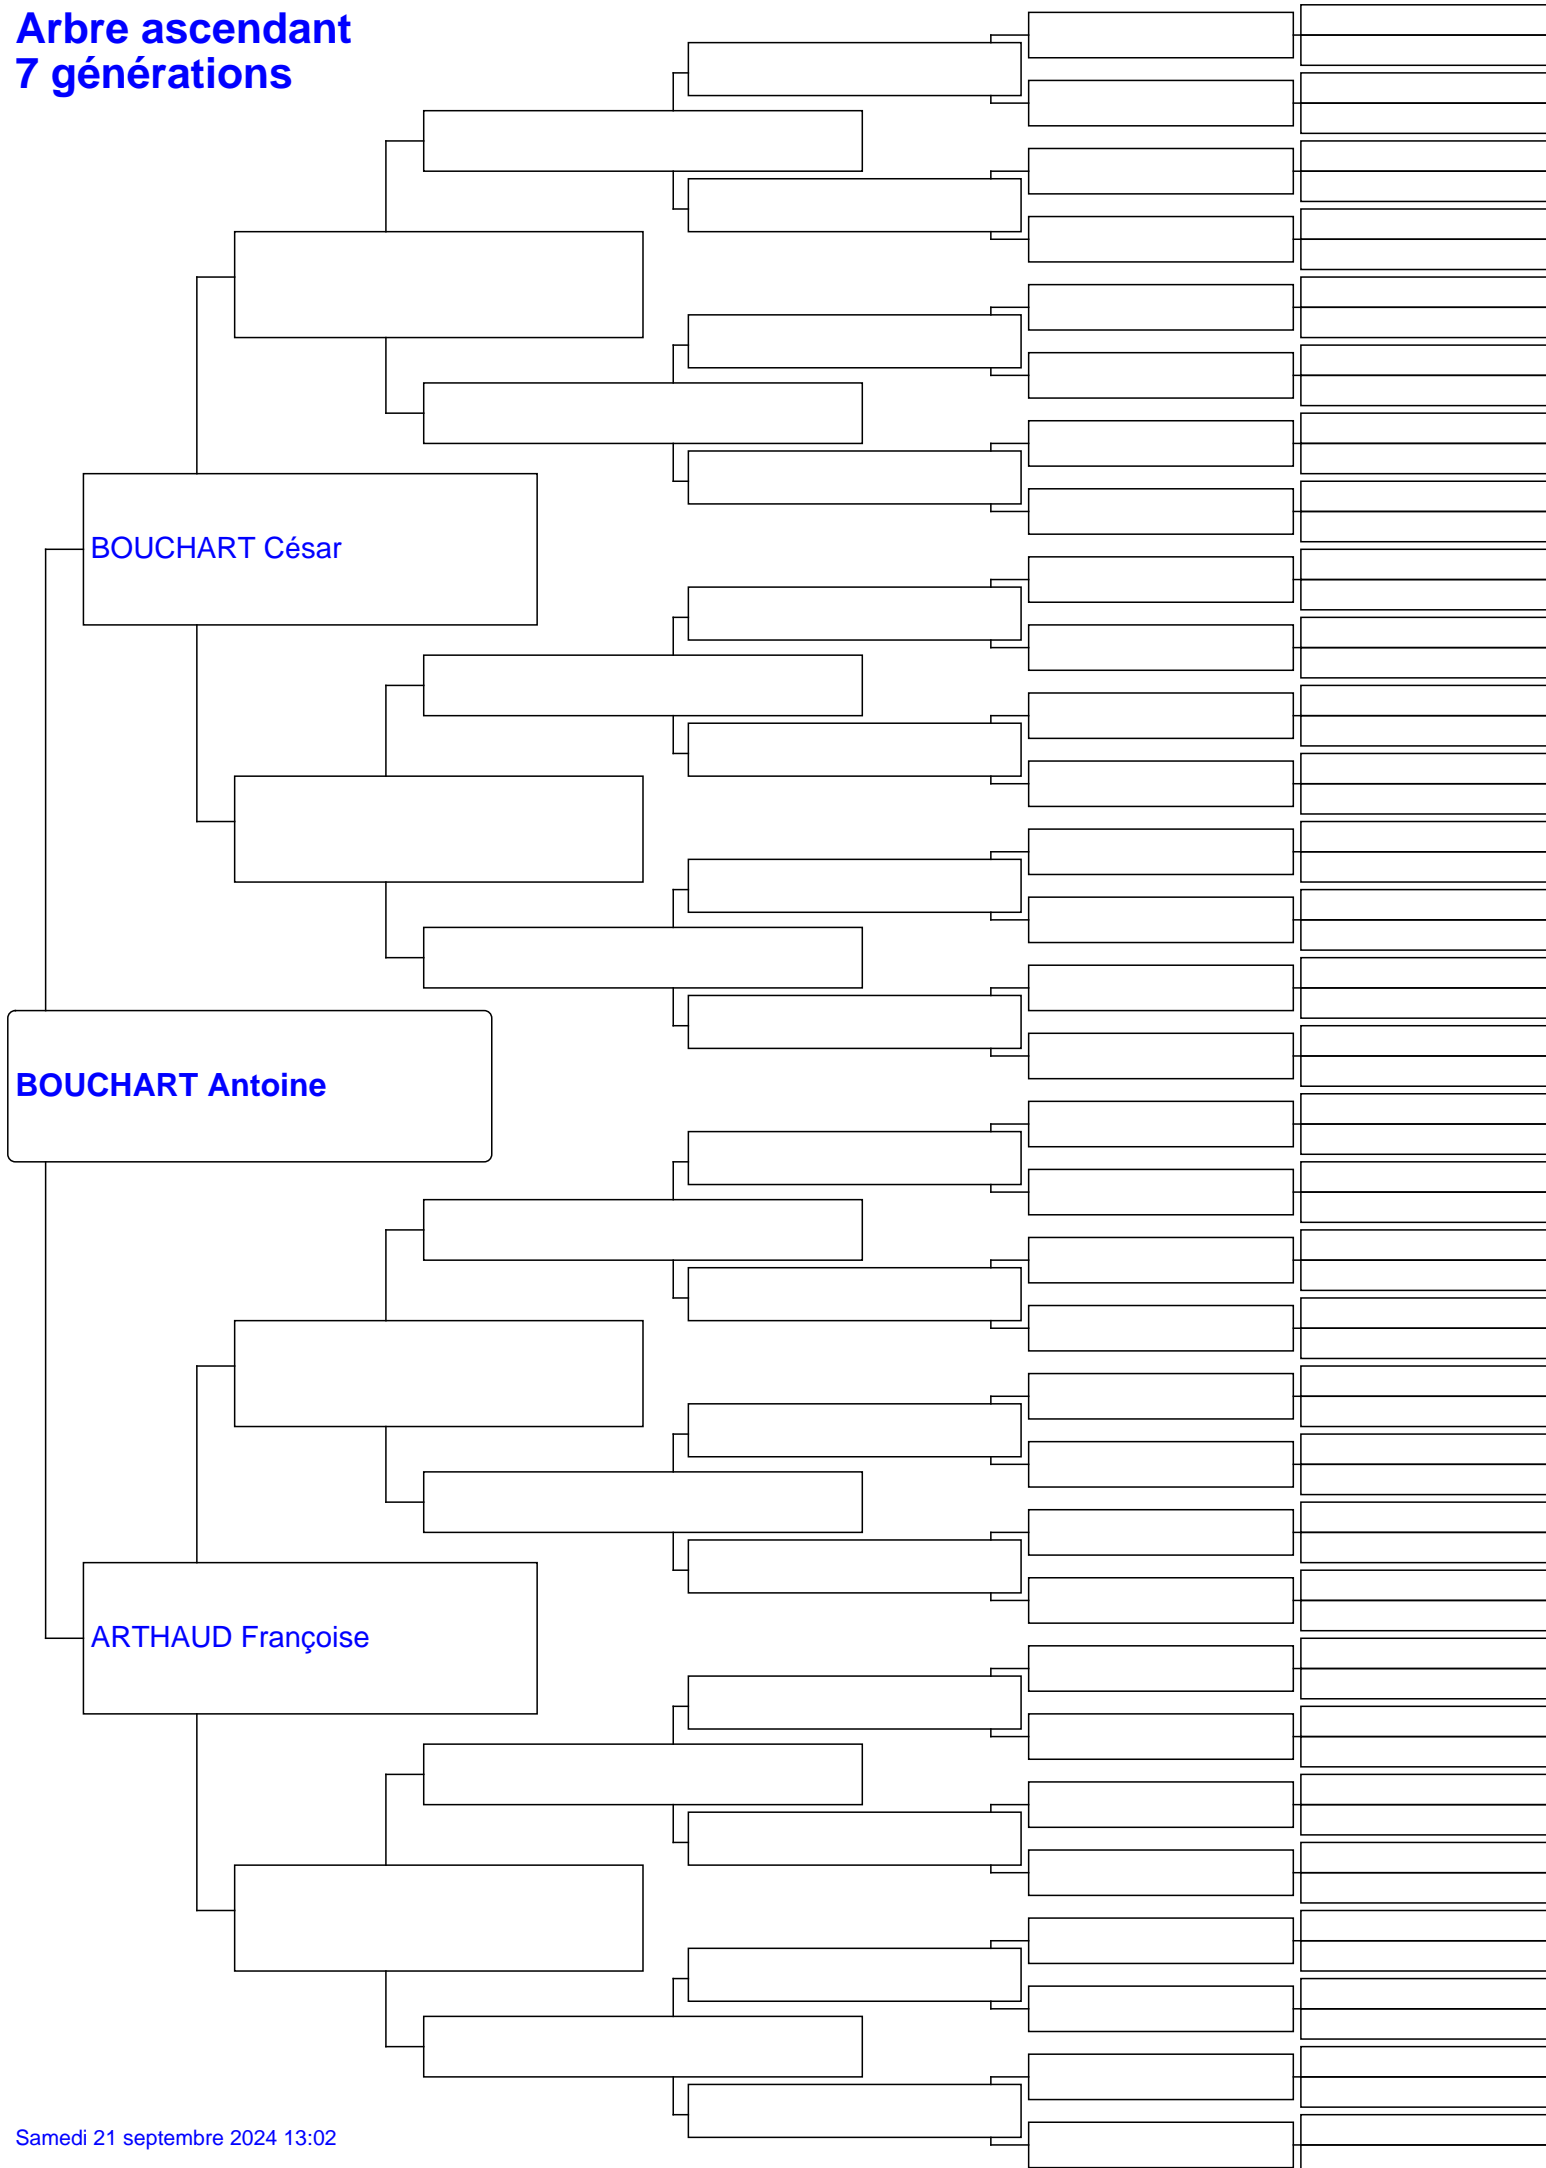 Arbre ascendant
7 générations
BOUCHART César
BOUCHART Antoine
ARTHAUD Françoise
Samedi 21 septembre 2024 13:02